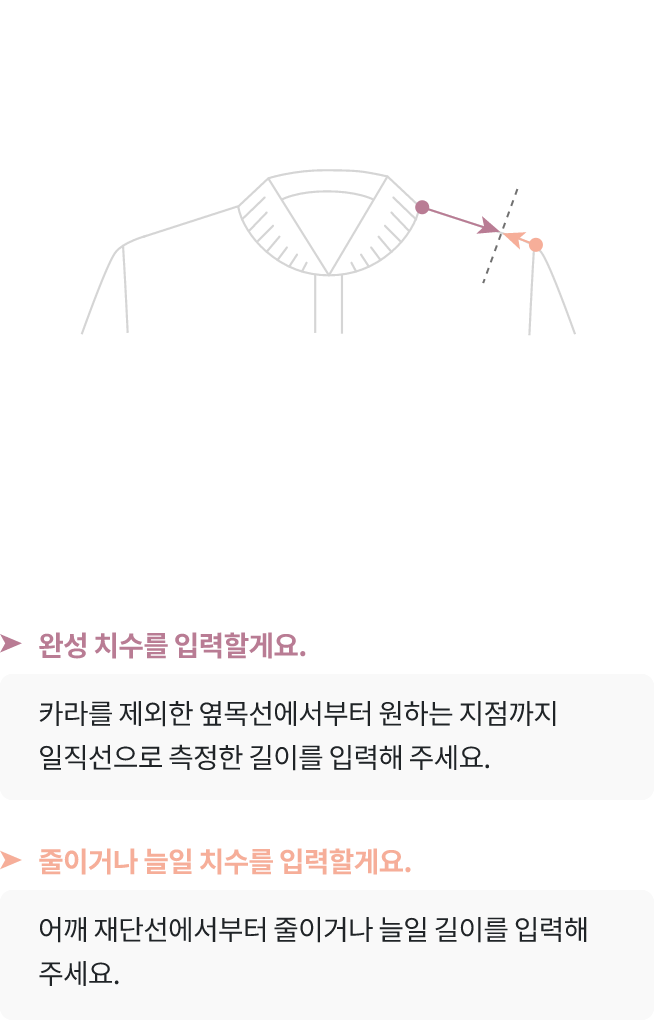 완성 치수를 입력할게요.
카라를 제외한 옆목선에서부터 원하는 지점까지
일직선으로 측정한 길이를 입력해 주세요.
줄이거나 늘일 치수를 입력할게요.
어깨 재단선에서부터 줄이거나 늘일 길이를 입력해
주세요.